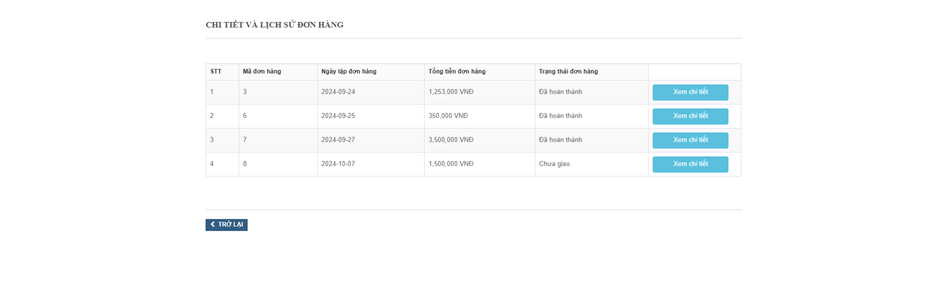 CHI TIẾT VÀ LỊCH SỬ ĐƠN HÀNG
STT Mã đơn hàng Ngày lập đơn hàng Tổng tiền đơn hàng Trạng thái đơn hàng
1 3 2024-09-24 1,253,000 VNĐ Đã hoàn thành Xem chi tiết
2 6 2024-09-25 350,000 VNĐ Đã hoàn thành Xem chi tiết
3 7 2024-09-27 3,500,000 VNĐ Đã hoàn thành Xem chi tiết
4 8 2024-10-07 1,500,000 VNĐ Chưa giao Xem chi tiết
TRỞ LẠI